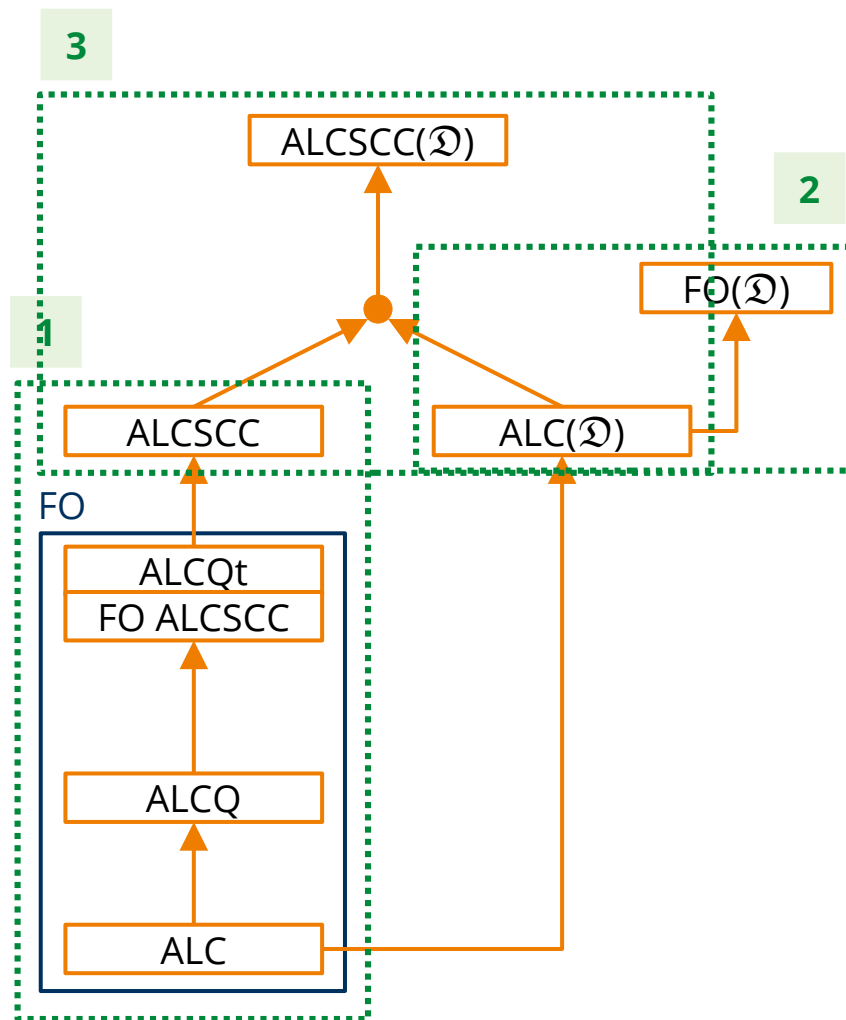 3
ALCSCC(𝔇)
2
FO(𝔇)
1
ALCSCC
ALC(𝔇)
FO
ALCQt
FO ALCSCC
ALCQ
ALC